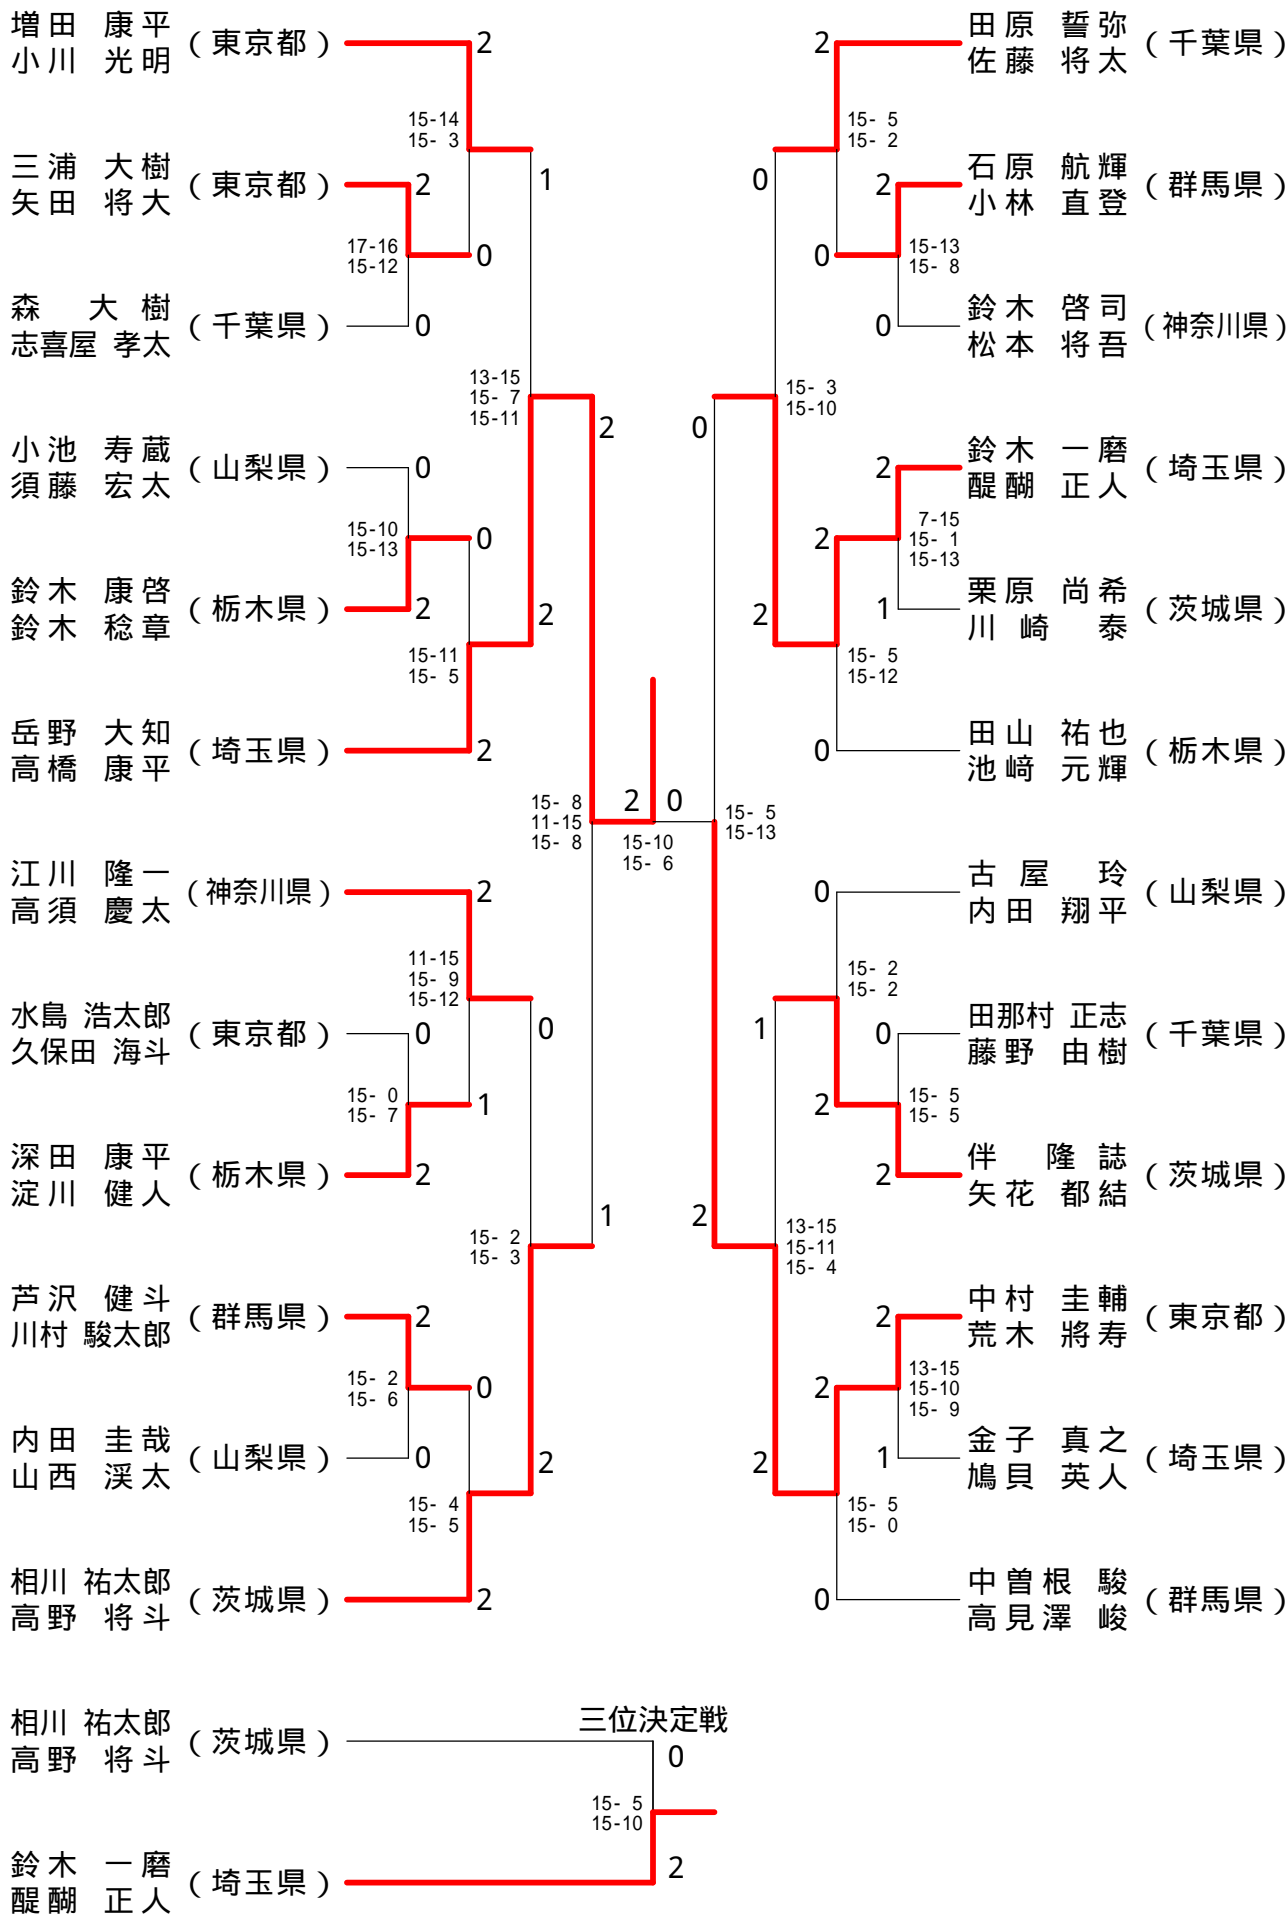 増田 康平
小川 光明
(東京都)
2
15-14
15- 3
三浦 大樹
矢田 将大
(東京都)
2
1
17-16
15-12
0
森 大樹
志喜屋 孝太
(千葉県)
0
13-15
15- 7
15-11
2
小池 寿蔵
須藤 宏太
(山梨県)
0
15-10
15-13
0
鈴木 康啓
鈴木 稔章
(栃木県)
2
2
15-11
15- 5
岳野 大知
高橋 康平
(埼玉県)
2
15- 8
11-15
15- 8
2
0
15-10
15- 6
江川 隆一
高須 慶太
(神奈川県)
2
11-15
15- 9
15-12
水島 浩太郎
久保田 海斗
(東京都)
0
0
15- 0
15- 7
1
深田 康平
淀川 健人
(栃木県)
2
15- 2
15- 3
1
芦沢 健斗
川村 駿太郎
(群馬県)
2
15- 2
15- 6
0
内田 圭哉
山西 渓太
(山梨県)
0
2
15- 4
15- 5
相川 祐太郎
高野 将斗
(茨城県)
2
2
田原 誓弥
佐藤 将太
(千葉県)
15- 5
15- 2
0
2
石原 航輝
小林 直登
(群馬県)
0
15-13
15- 8
0
鈴木 啓司
松本 将吾
(神奈川県)
15- 3
15-10
0
2
鈴木 一磨
醍醐 正人
(埼玉県)
2
7-15
15- 1
15-13
2
1
栗原 尚希
川崎 泰
(茨城県)
15- 5
15-12
0
田山 祐也
池﨑 元輝
(栃木県)
15- 5
15-13
0
古屋 玲
内田 翔平
(山梨県)
15- 2
15- 2
1
0
田那村 正志
藤野 由樹
(千葉県)
2
15- 5
15- 5
2
伴 隆誌
矢花 都結
(茨城県)
2
13-15
15-11
15- 4
2
中村 圭輔
荒木 將寿
(東京都)
2
13-15
15-10
15- 9
2
1
金子 真之
鳩貝 英人
(埼玉県)
15- 5
15- 0
0
中曽根 駿
高見澤 峻
(群馬県)
三位決定戦
相川 祐太郎
高野 将斗
(茨城県)
0
15- 5
15-10
鈴木 一磨
醍醐 正人
(埼玉県)
2